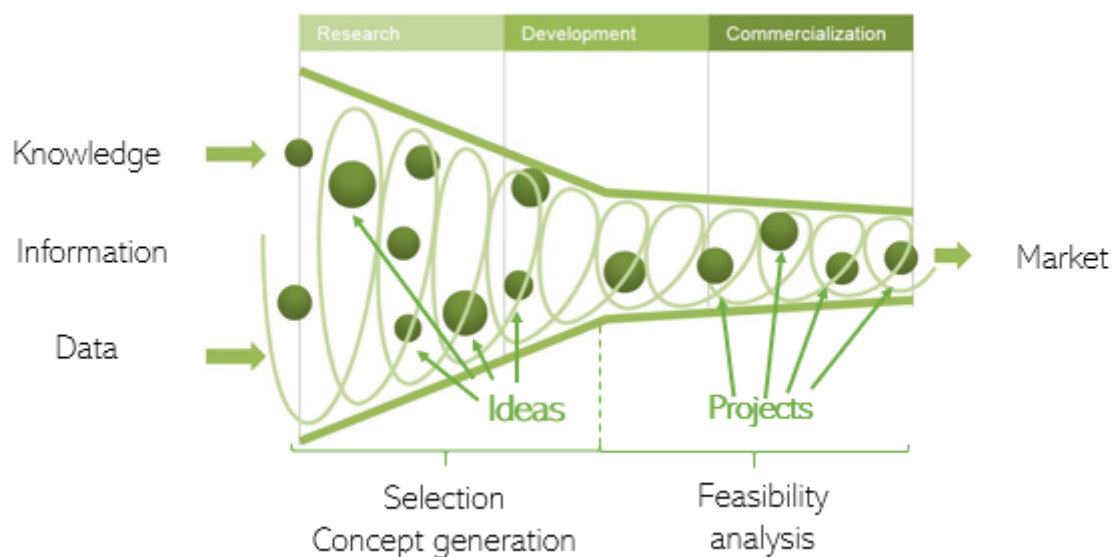 Research
Development
Commercialization
Knowledge
Information
Data
Market
Ideas
Projects
Selection
Concept generation
Feasibility
analysis